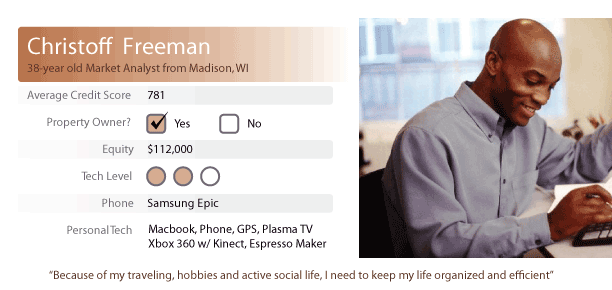 Christoff Freeman
38-year old Market Analyst from Madison, WI
Average Credit Score 781
Property Owner? Yes No
Equity $112,000
Tech Level
Phone Samsung Epic
Personal Tech Macbook, Phone, GPS, Plasma TV
Xbox 360 w/ Kinect, Espresso Maker
“Because of my traveling, hobbies and active social life, I need to keep my life organized and efficient”